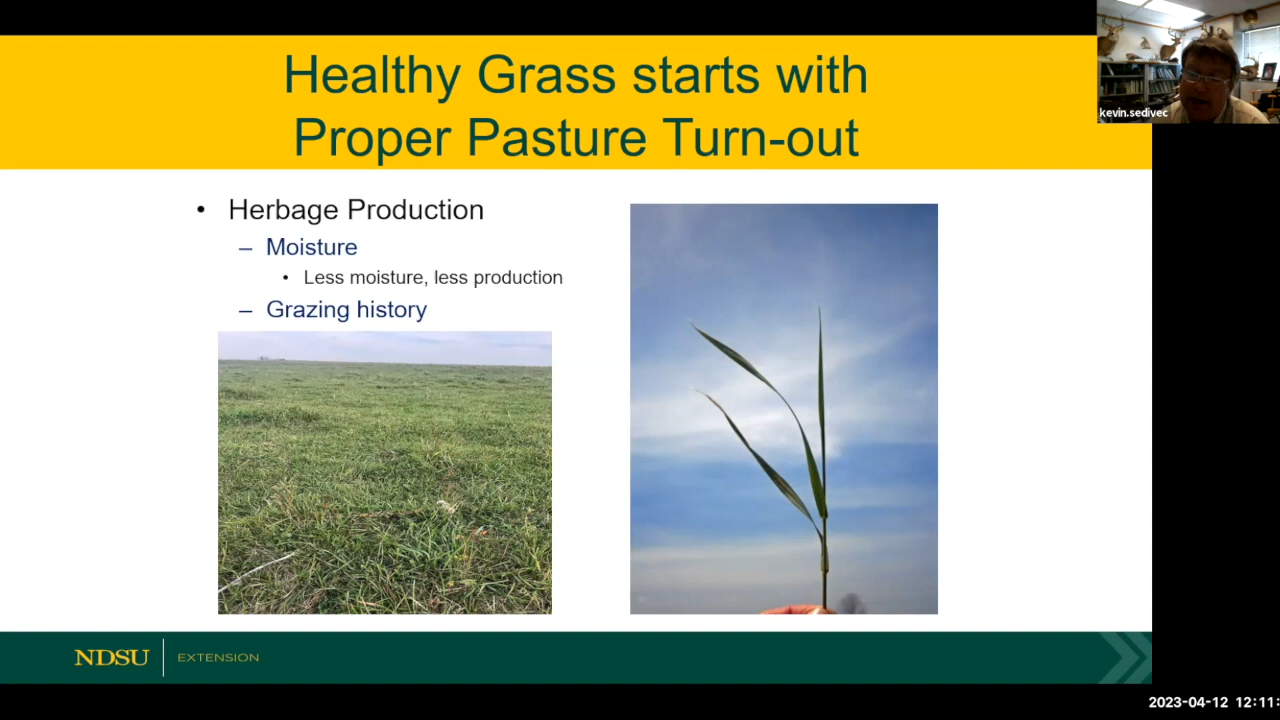 Healthy Grass starts with
Proper Pasture Turn-out
kevin.sedivec
• Herbage Production
– Moisture
• Less moisture, less production
– Grazing history
NDSU EXTENSION
2023-04-12 12:11: